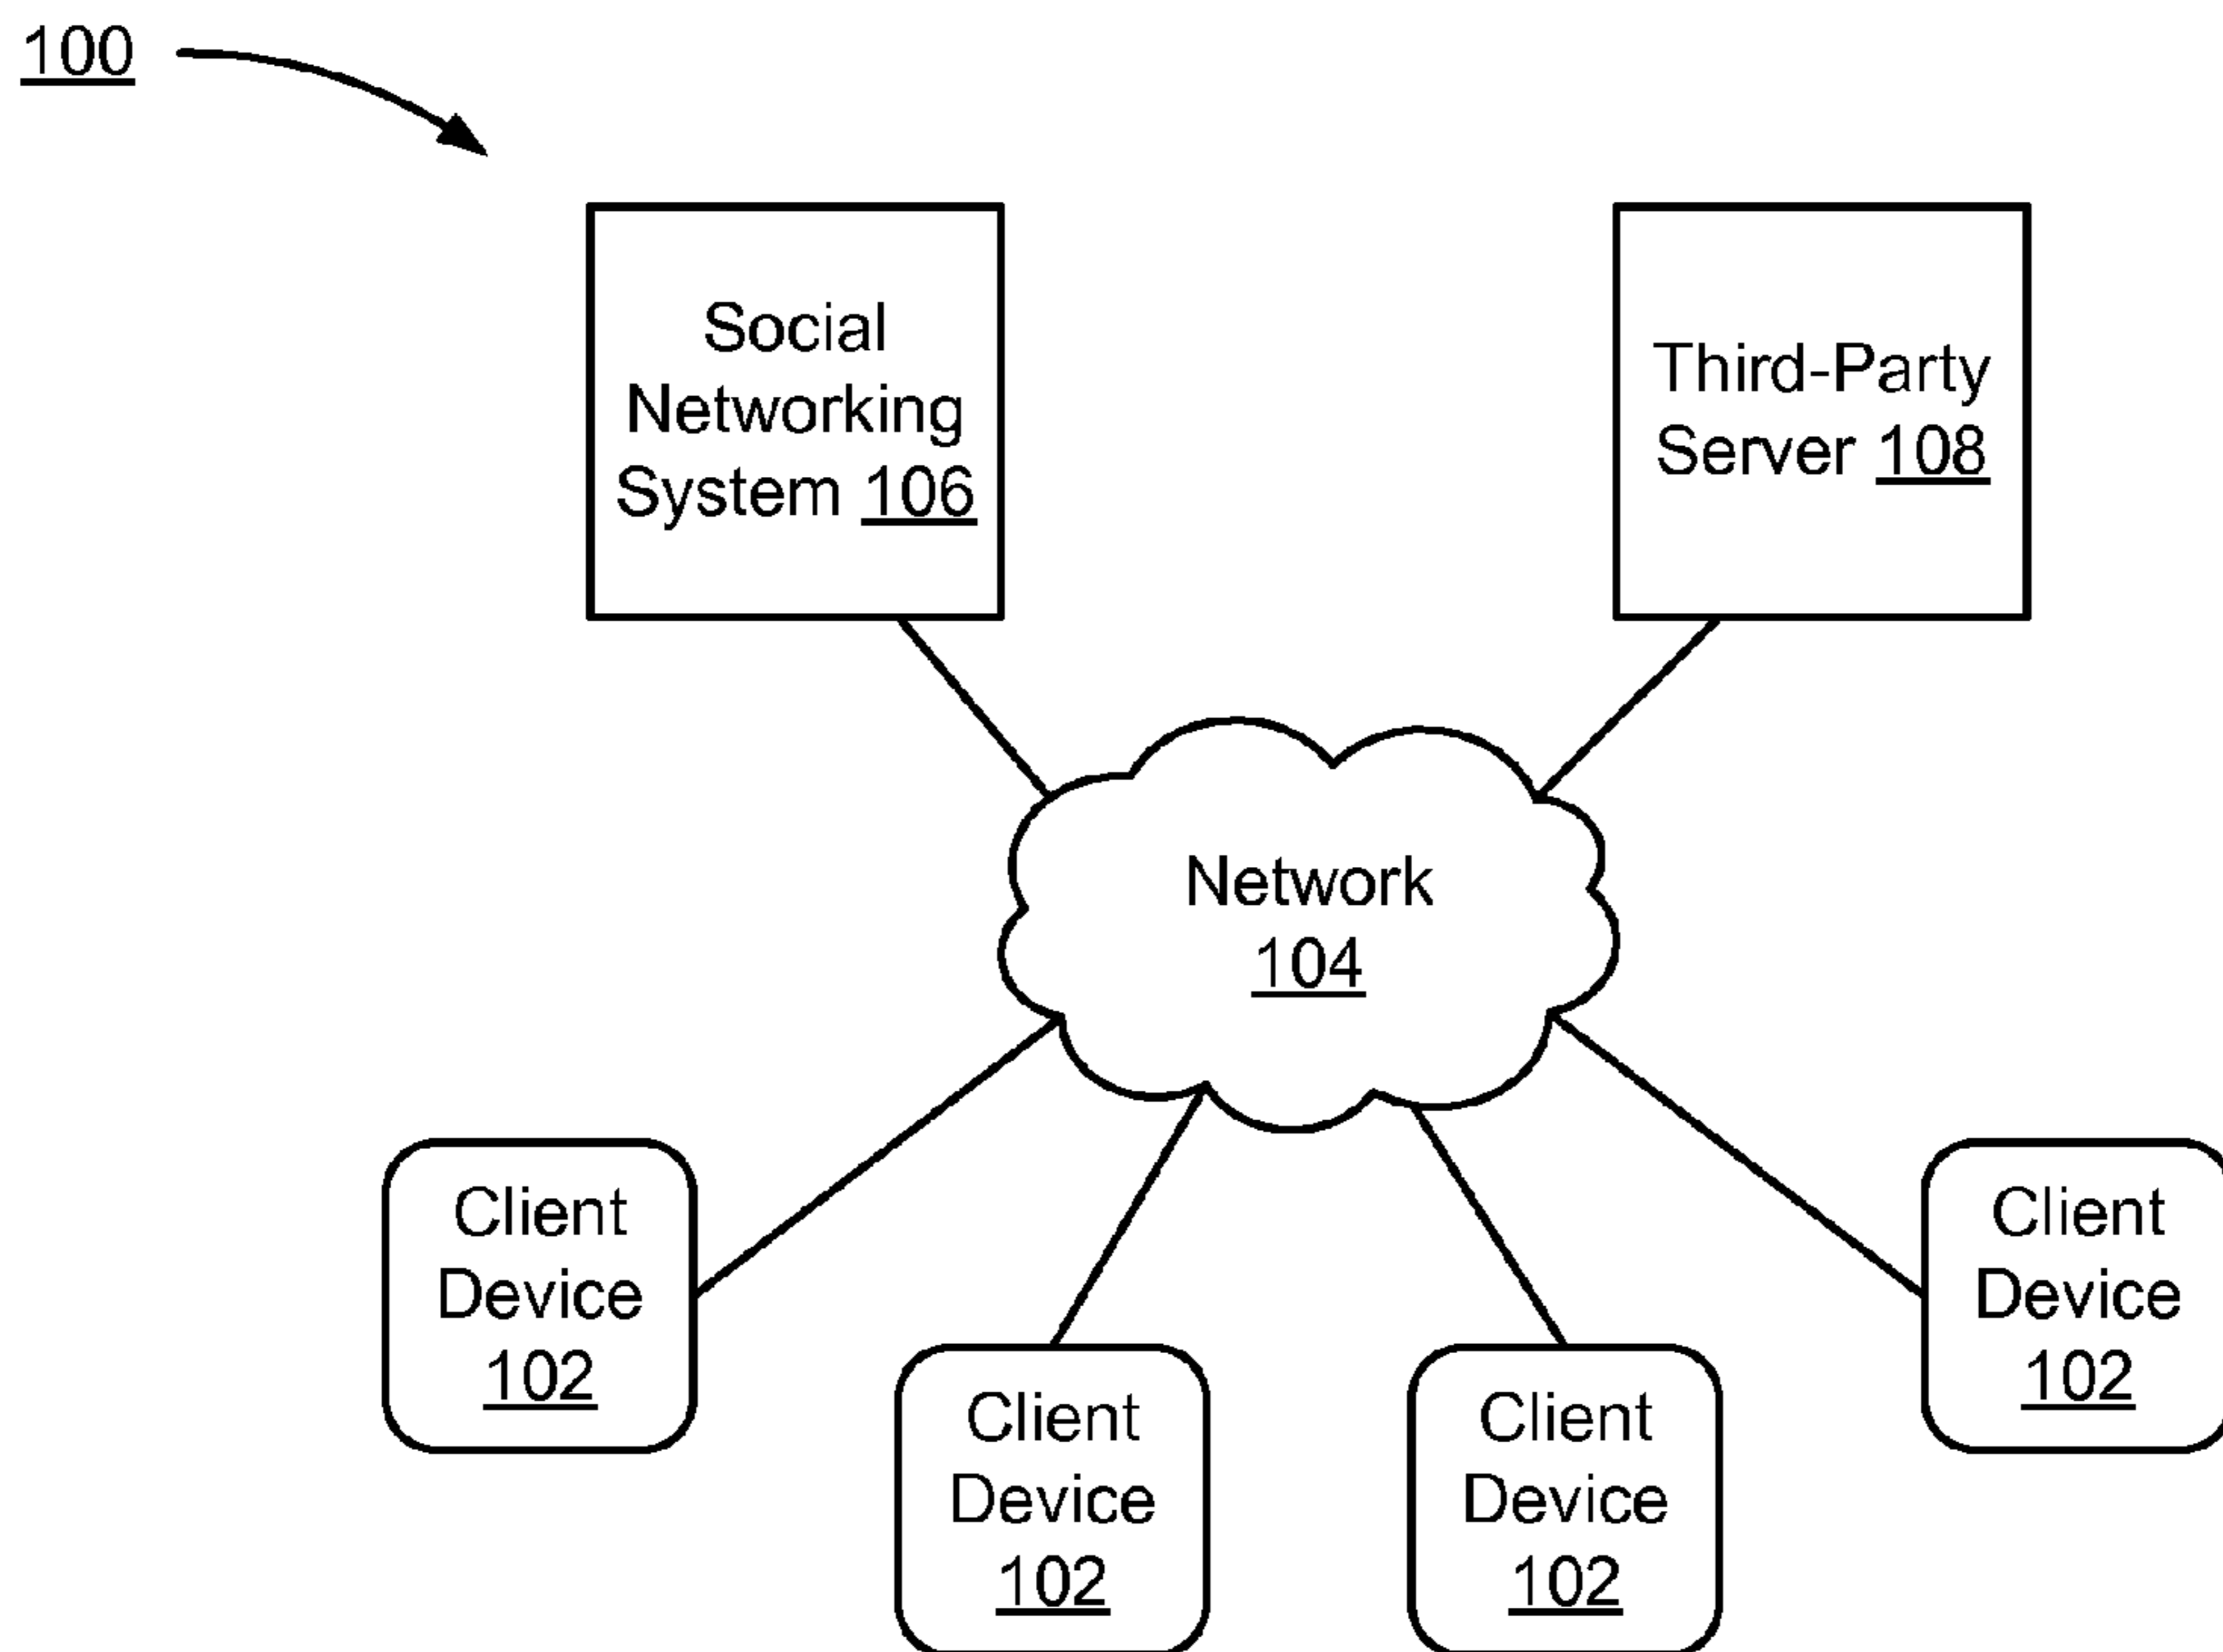 100
Social
Networking
System 106
Third-Party
Server 108
Network
104
Client
Device
102
Client
Device
102
Client
Device
102
Client
Device
102